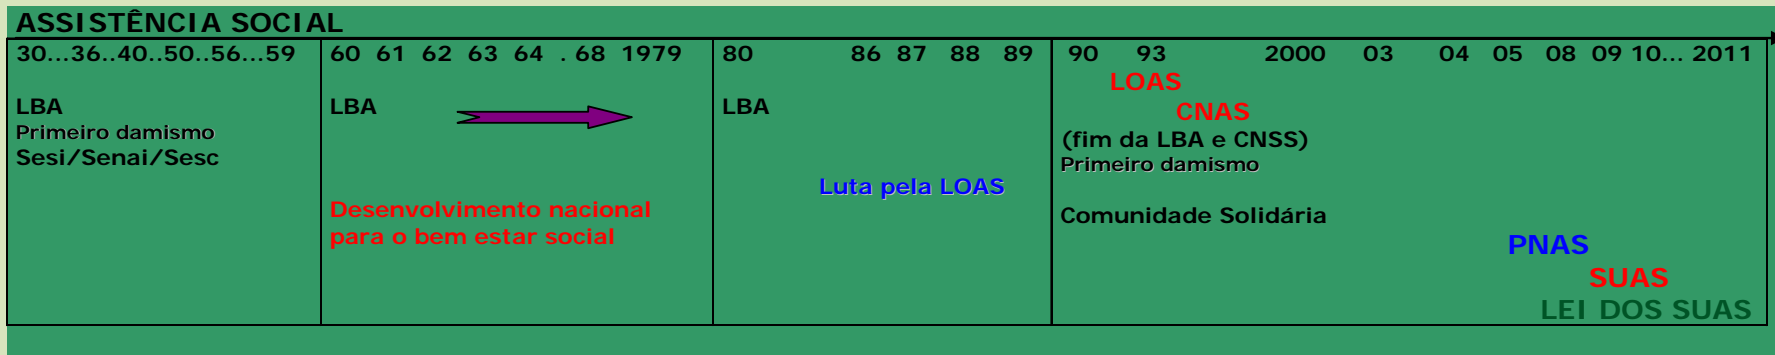 ASSISTÊNCIA SOCIAL
30...36..40..50..56...59
LBA
Primeiro damismo
Sesi/Senai/Sesc
60 61 62 63 64 . 68 1979
LBA
Desenvolvimento nacional
para o bem estar social
80 86 87 88 89
LBA
Luta pela LOAS
90 93 2000 03 04 05 08 09 10... 2011
LOAS
CNAS
(fim da LBA e CNSS)
Primeiro damismo
Comunidade Solidária
PNAS
SUAS
LEI DOS SUAS